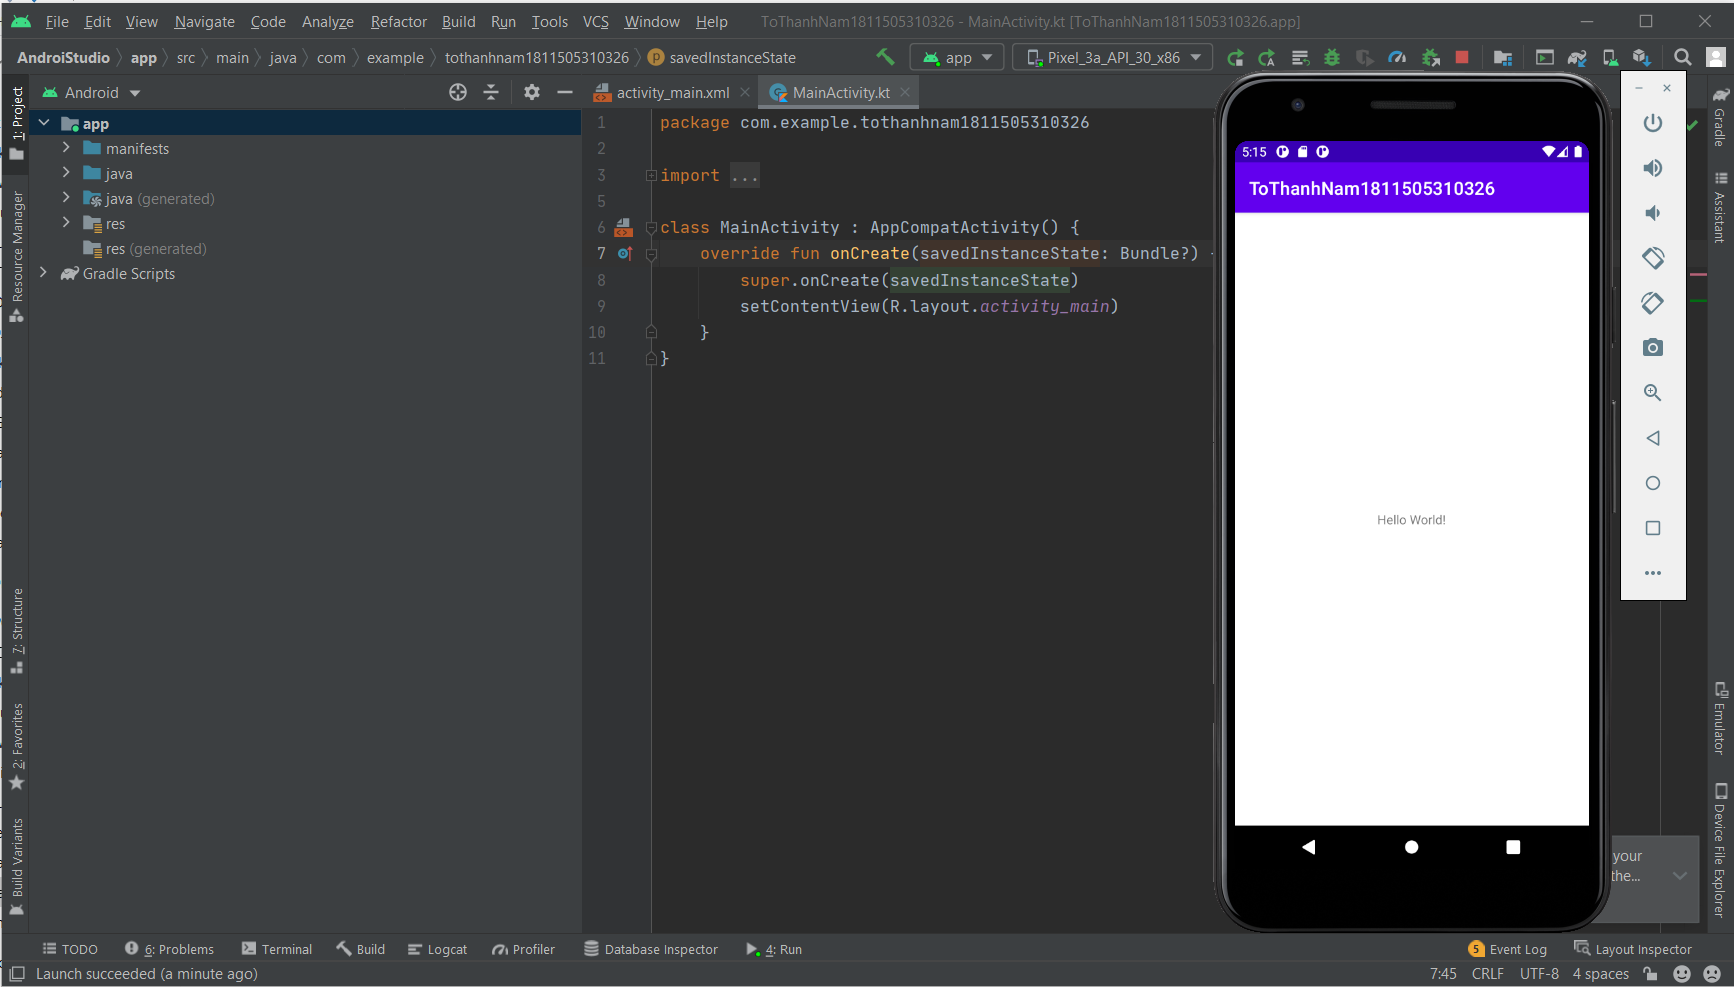 File Edit View Navigate Code Analyze Refactor Build Run Tools VCS Window Help ToThanhNam1811505310326 - MainActivity.kt [ToThanhNam1811505310326.app]
AndroiStudio app src main java com example tothanhnam1811505310326 savedInstanceState app Pixel_3a_API_30_x86
1: Project
Resource Manager
7: Structure
2: Favorites
Build Variants
Android
app
manifests
java
java (generated)
res
res (generated)
Gradle Scripts
activity_main.xml MainActivity.kt
1 package com.example.tothanhnam1811505310326
2
3 import ...
5
6 class MainActivity : AppCompatActivity() {
7 override fun onCreate(savedInstanceState: Bundle?) {
8 super.onCreate(savedInstanceState)
9 setContentView(R.layout.activity_main)
10 }
11 }
5:15
ToThanhNam1811505310326
Hello World!
your
the...
Gradle
Assistant
Emulator
Device File Explorer
TODO 6: Problems Terminal Build Logcat Profiler Database Inspector 4: Run 5 Event Log Layout Inspector
Launch succeeded (a minute ago) 7:45 CRLF UTF-8 4 spaces